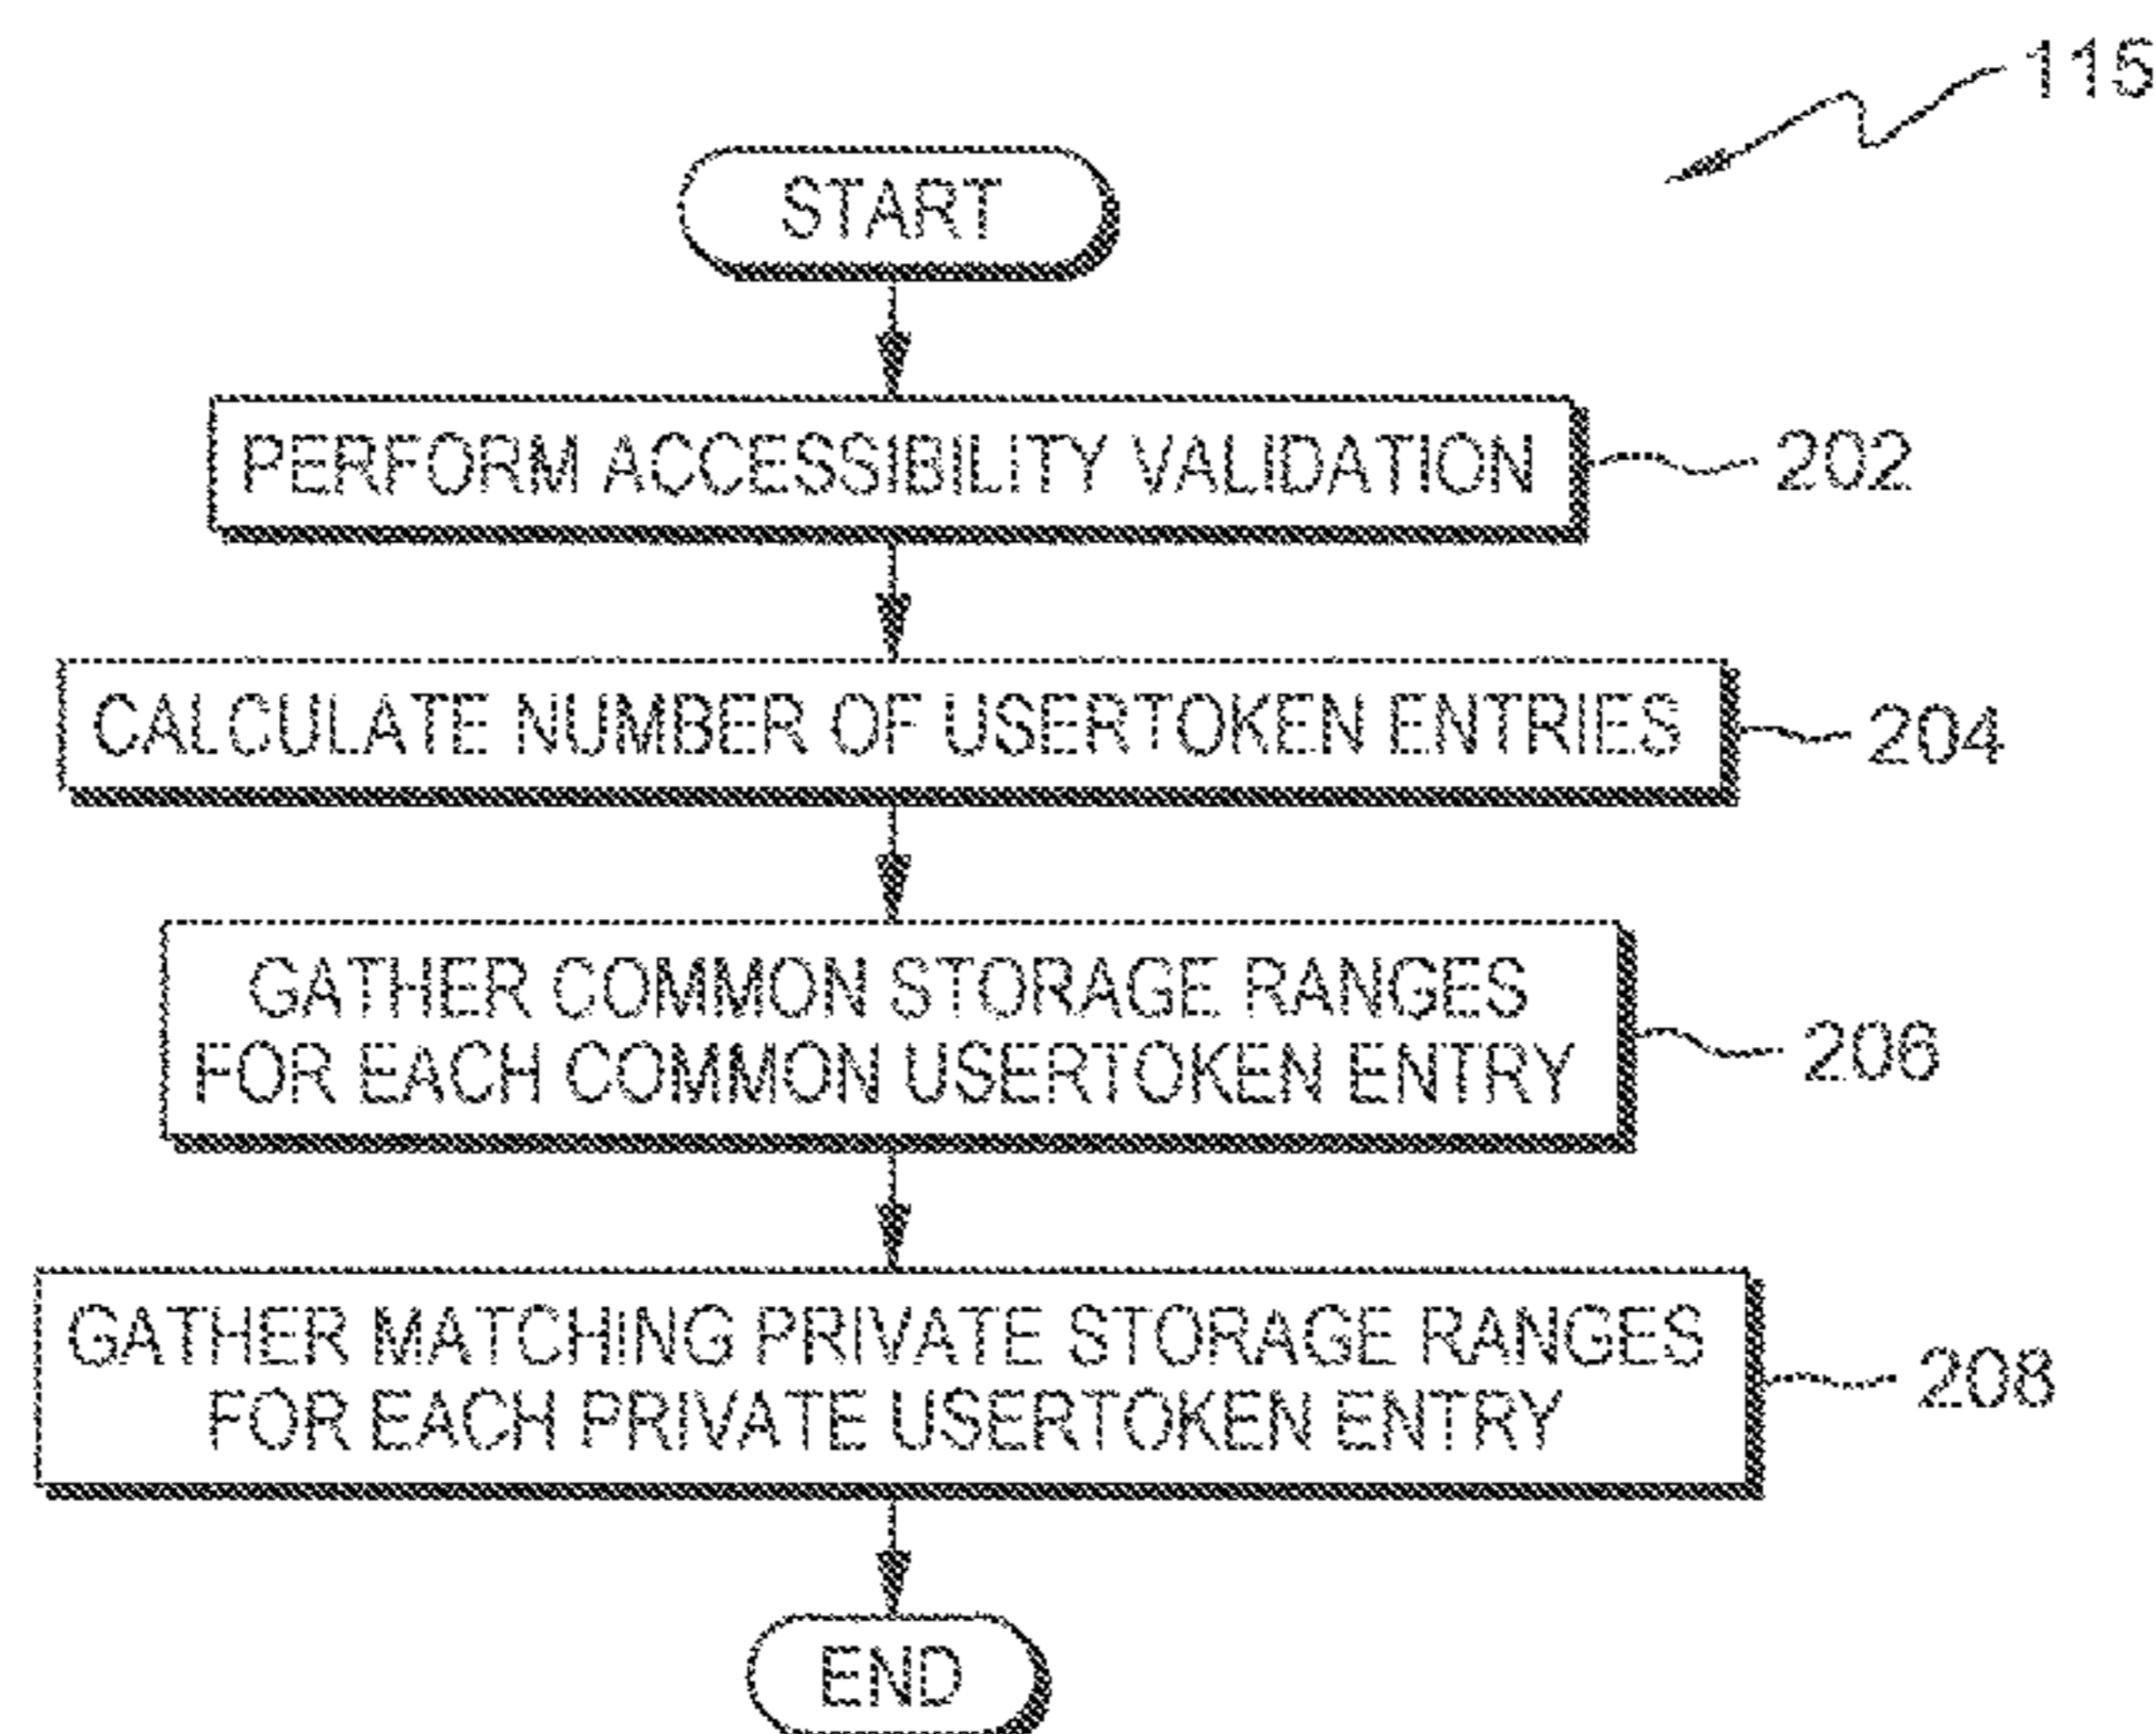 115
START
PERFORM ACCESSIBILITY VALIDATION
202
CALCULATE NUMBER OF USERTOKEN ENTRIES
204
GATHER COMMON STORAGE RANGES
FOR EACH COMMON USERTOKEN ENTRY
206
GATHER MATCHING PRIVATE STORAGE RANGES
FOR EACH PRIVATE USERTOKEN ENTRY
208
END